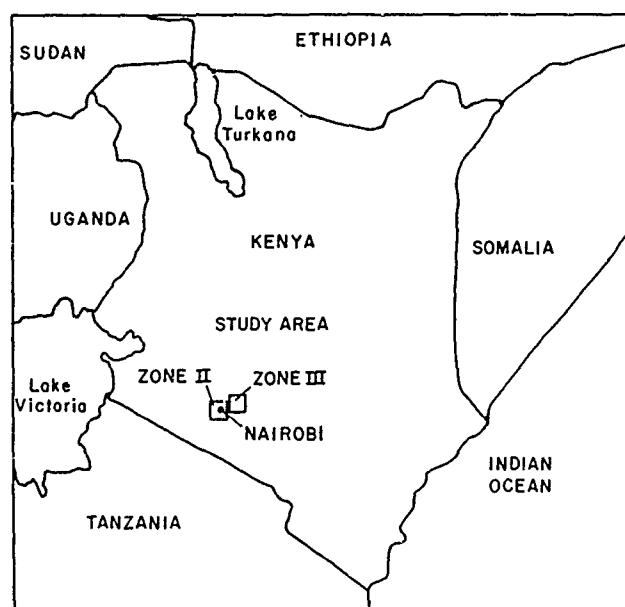 SUDAN
ETHIOPIA
Lake
Turkana
UGANDA
KENYA
SOMALIA
STUDY AREA
ZONE II
ZONE III
Lake
Victoria
NAIROBI
INDIAN
OCEAN
TANZANIA